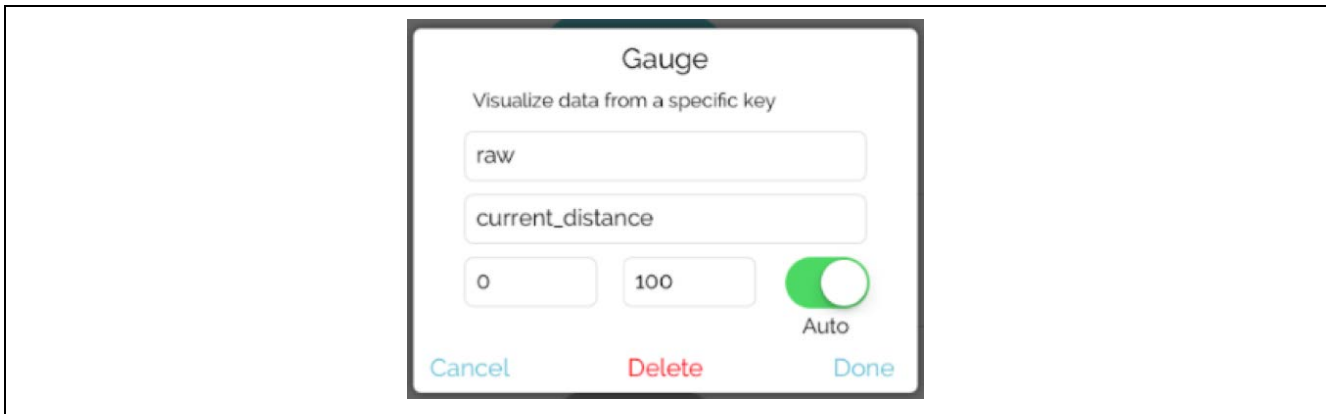 Gauge
Visualize data from a specific key
raw
current_distance
0 100
Auto
Cancel Delete Done